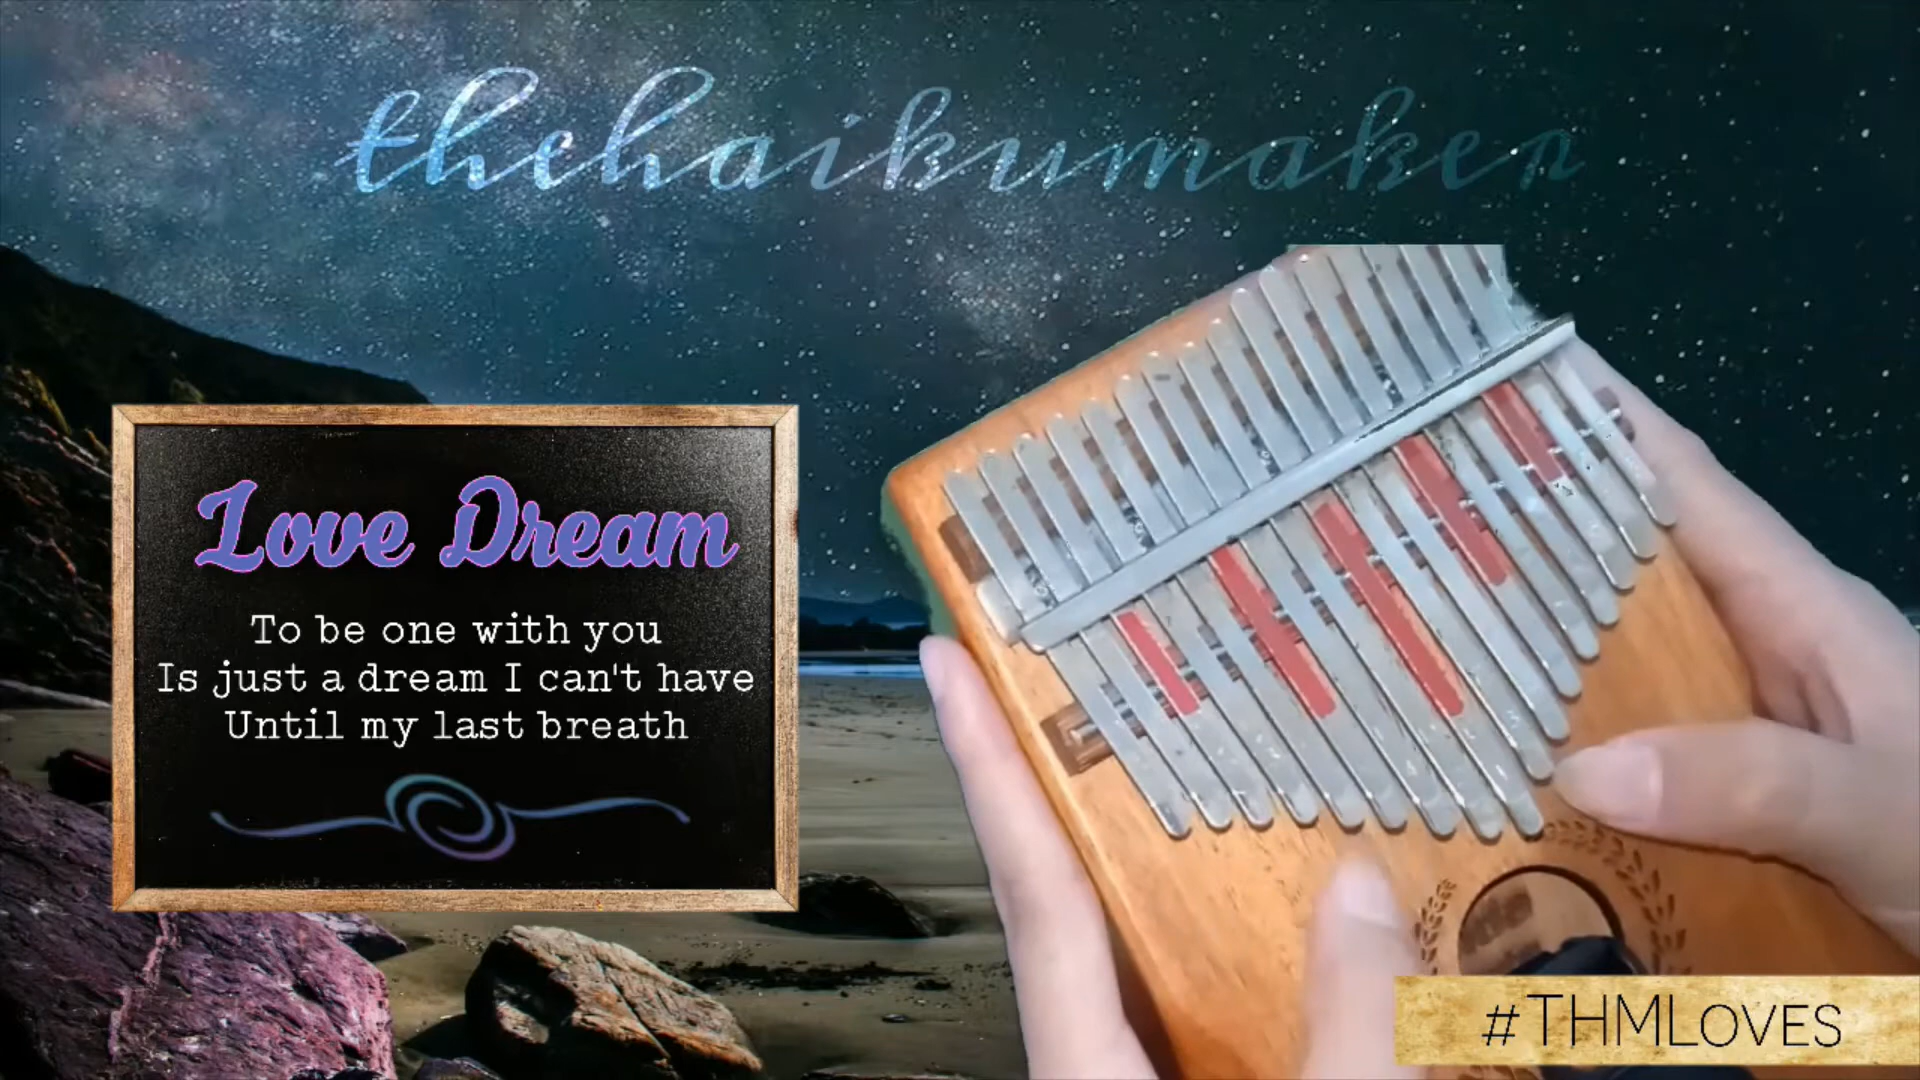 thehaikumaker
Love Dream
To be one with you
Is just a dream I can't have
Until my last breath
#THMLOVES